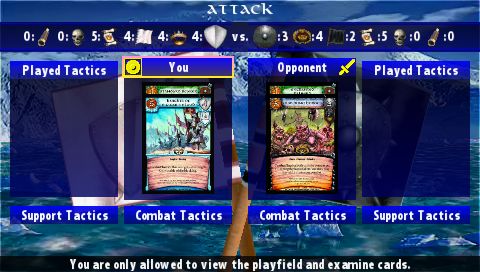 ATTACK
0: 0: 5: 4: 4: 4: vs. :3 :4 :2 :5 :0 :0
Played Tactics
You
Opponent
Played Tactics
Support Tactics
Combat Tactics
Combat Tactics
Support Tactics
You are only allowed to view the playfield and examine cards.